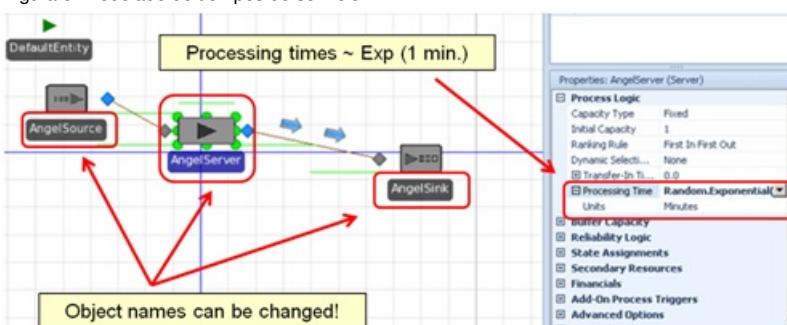 DefaultEntity
Processing times ~ Exp (1 min.)
AngelSource
AngelServer
AngelSink
Object names can be changed!
Properties: AngelServer (Server)
Process Logic
Capacity Type Fixed
Initial Capacity 1
Ranking Rule First In First Out
Dynamic Selecti... None
Transfer-In Ti... 0.0
Processing Time Random.Exponential(
Units Minutes
Buffer Capacity
Reliability Logic
State Assignments
Secondary Resources
Financials
Add-On Process Triggers
Advanced Options